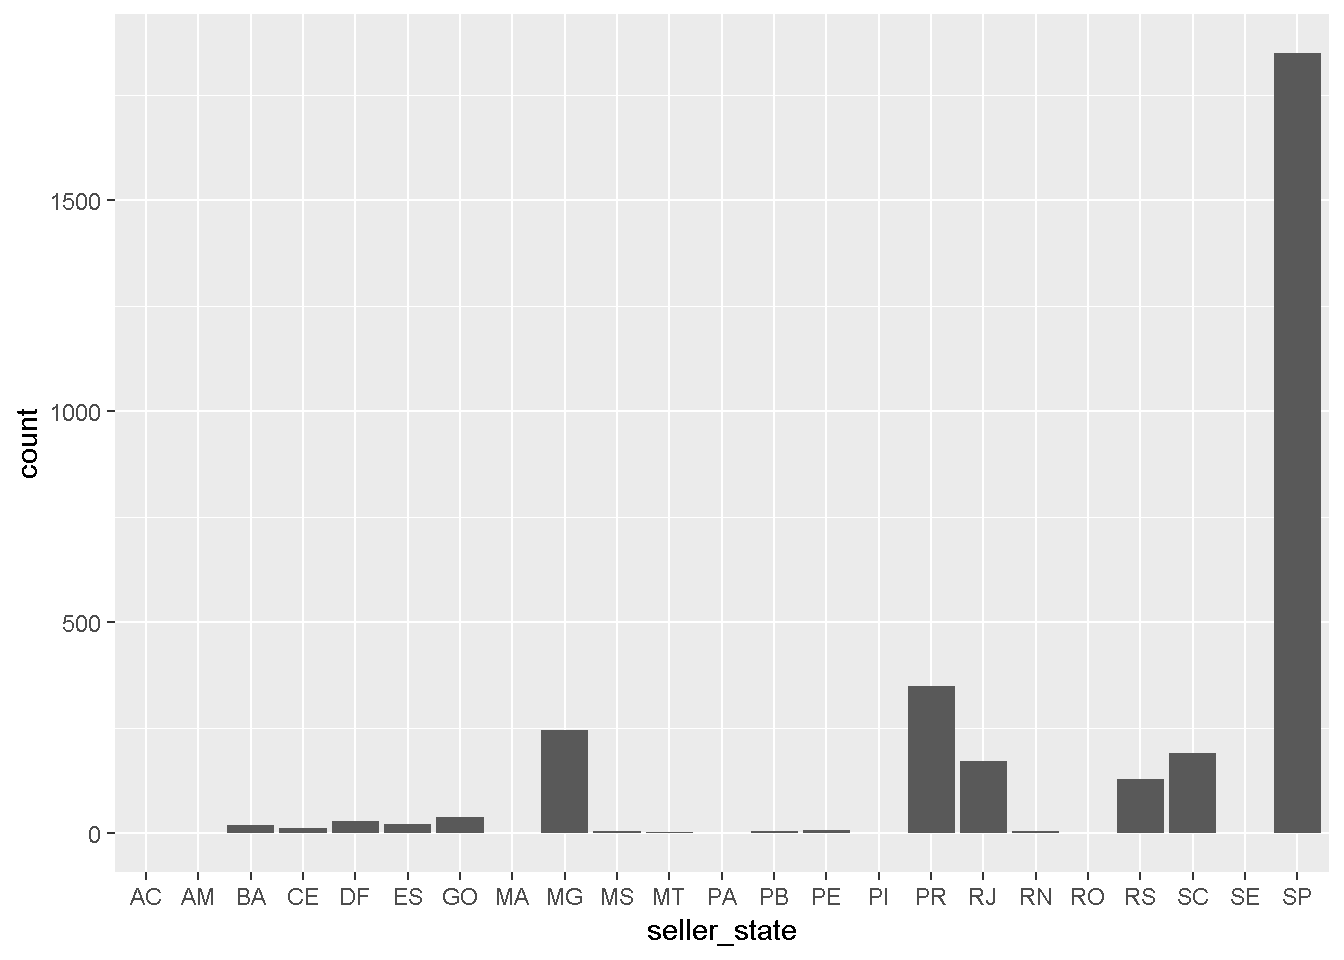 1500
1000
500
0
count
AC AM BA CE DF ES GO MA MG MS MT PA PB PE PI PR RJ RN RO RS SC SE SP
seller_state